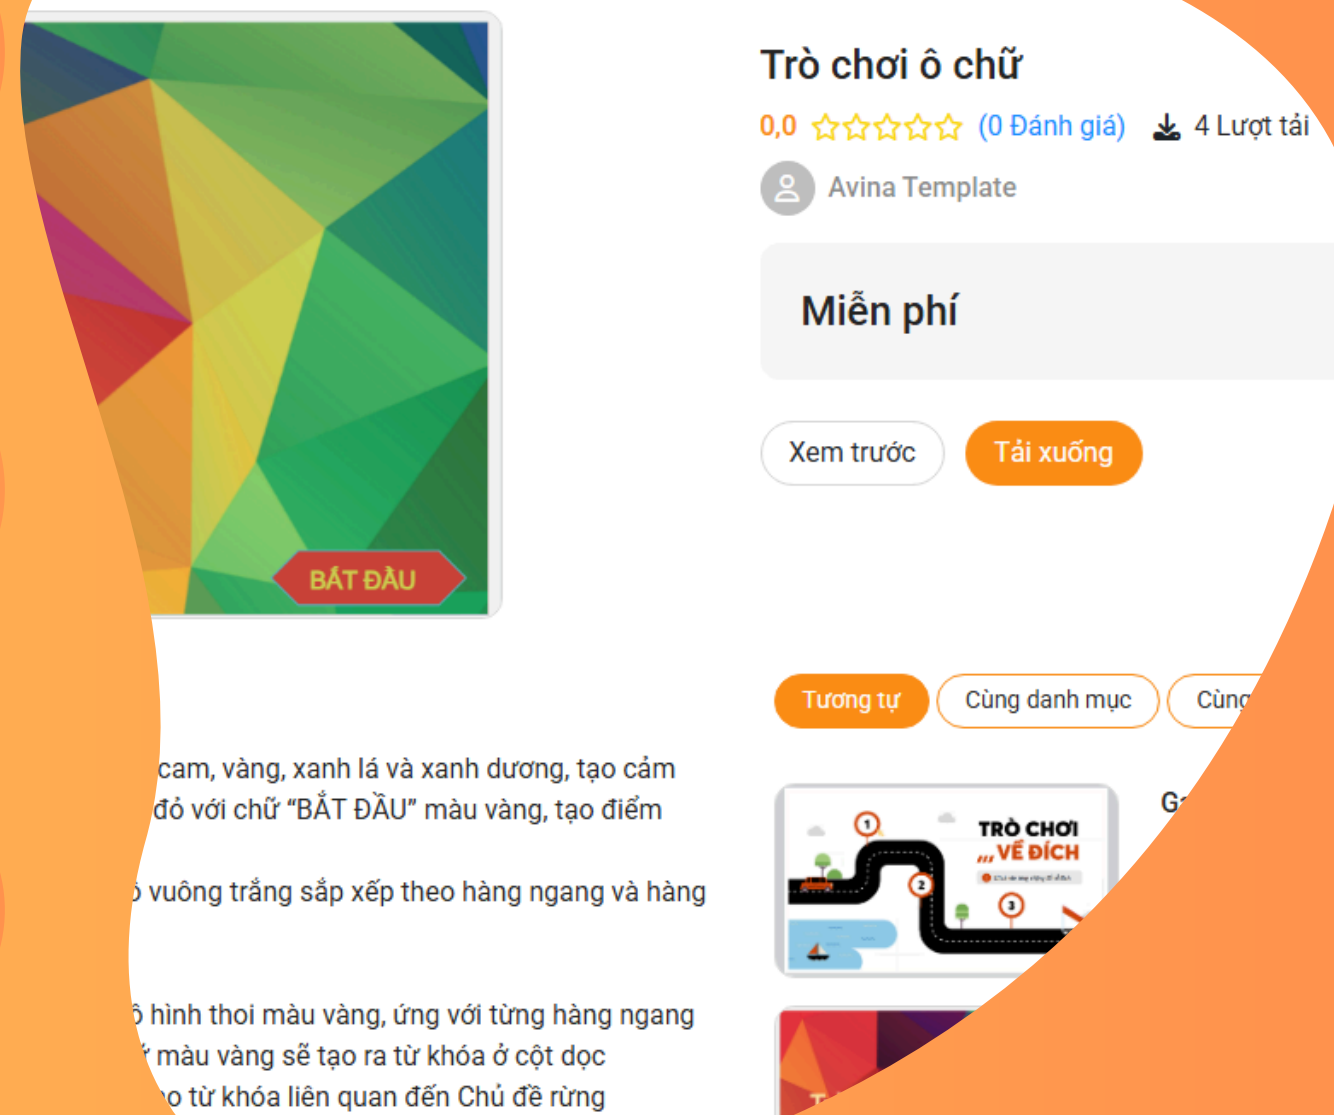 Trò chơi ô chữ
0,0 (0 Đánh giá) 4 Lượt tải
Avina Template
Miễn phí
Xem trước Tải xuống
BẮT ĐẦU
Tương tự Cùng danh mục Cùng
cam, vàng, xanh lá và xanh dương, tạo cảm
đỏ với chữ “BẮT ĐẦU” màu vàng, tạo điểm
vuông trắng sắp xếp theo hàng ngang và hàng
hình thoi màu vàng, ứng với từng hàng ngang
màu vàng sẽ tạo ra từ khóa ở cột dọc
từ khóa liên quan đến Chủ đề rừng
1
TRÒ CHƠI
VỀ ĐÍCH
2
3